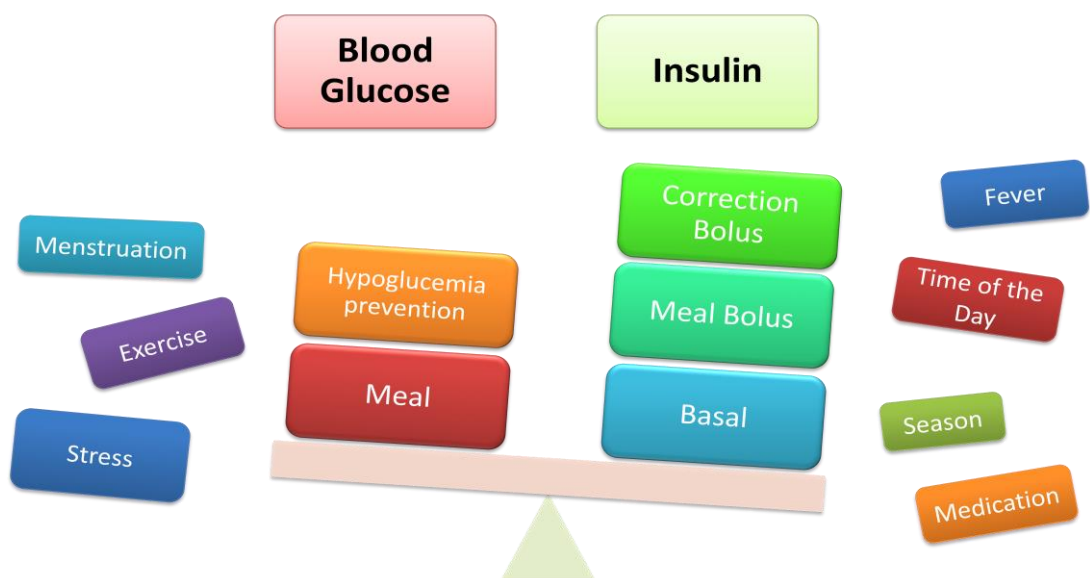 Blood
Glucose
Insulin
Correction
Bolus
Fever
Menstruation
Hypoglucemia
prevention
Meal Bolus
Time of the
Day
Exercise
Meal
Basal
Season
Stress
Medication